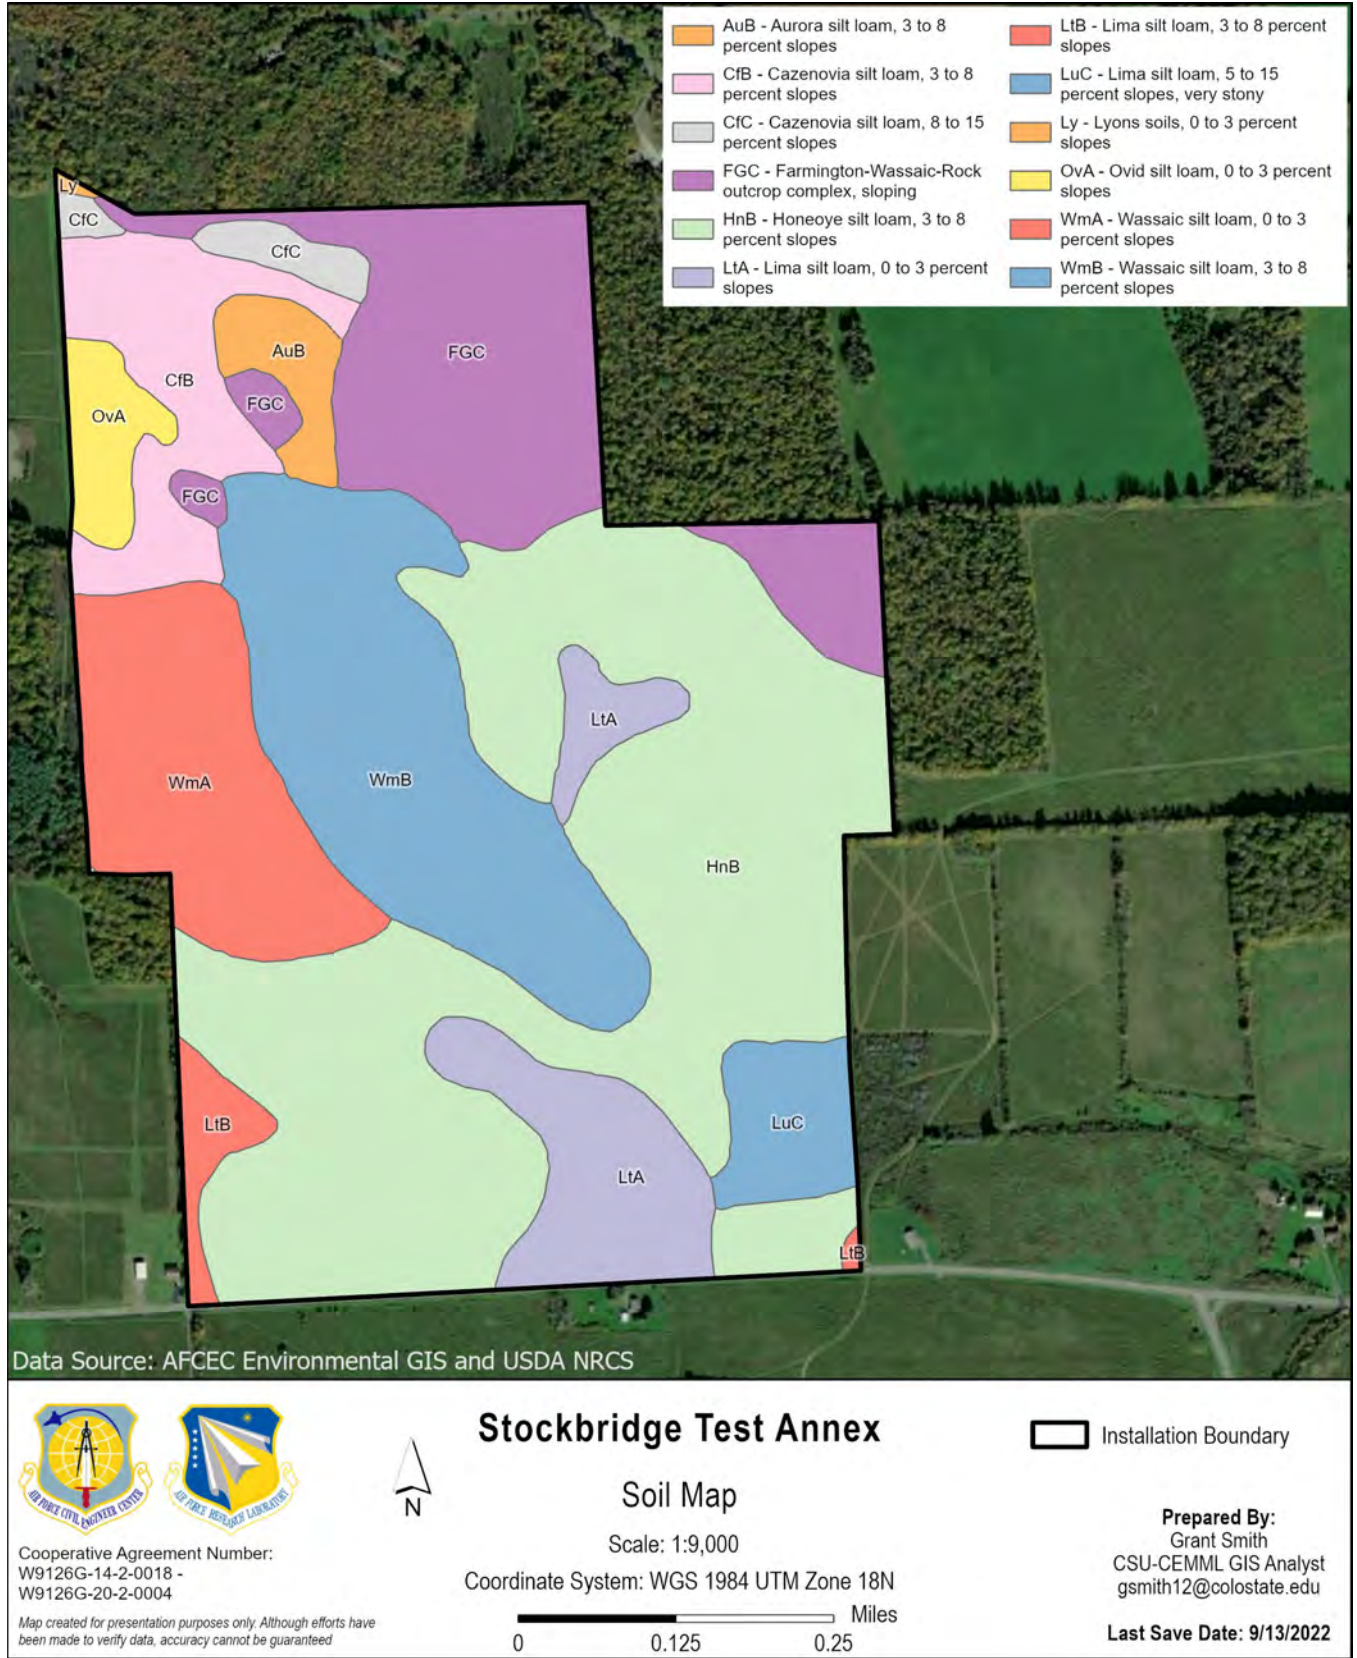 AuB - Aurora silt loam, 3 to 8
percent slopes
CfB - Cazenovia silt loam, 3 to 8
percent slopes
CfC - Cazenovia silt loam, 8 to 15
percent slopes
FGC - Farmington-Wassaic-Rock
outcrop complex, sloping
HnB - Honeoye silt loam, 3 to 8
percent slopes
LtA - Lima silt loam, 0 to 3 percent
slopes
LtB - Lima silt loam, 3 to 8 percent
slopes
LuC - Lima silt loam, 5 to 15
percent slopes, very stony
Ly - Lyons soils, 0 to 3 percent
slopes
OvA - Ovid silt loam, 0 to 3 percent
slopes
WmA - Wassaic silt loam, 0 to 3
percent slopes
WmB - Wassaic silt loam, 3 to 8
percent slopes
Ly
CfC
CfC
AuB
FGC
CfB
FGC
OvA
FGC
LtA
WmA
WmB
HnB
LtB
LuC
LtA
LtB
Data Source: AFCEC Environmental GIS and USDA NRCS
AIR FORCE CIVIL ENGINEER CENTER
AIR FORCE RESEARCH LABORATORY
Cooperative Agreement Number:
W9126G-14-2-0018 -
W9126G-20-2-0004
Map created for presentation purposes only. Although efforts have
been made to verify data, accuracy cannot be guaranteed
N
Stockbridge Test Annex
Soil Map
Scale: 1:9,000
Coordinate System: WGS 1984 UTM Zone 18N
Miles
0 0.125 0.25
Installation Boundary
Prepared By:
Grant Smith
CSU-CEMML GIS Analyst
gsmith12@colostate.edu
Last Save Date: 9/13/2022